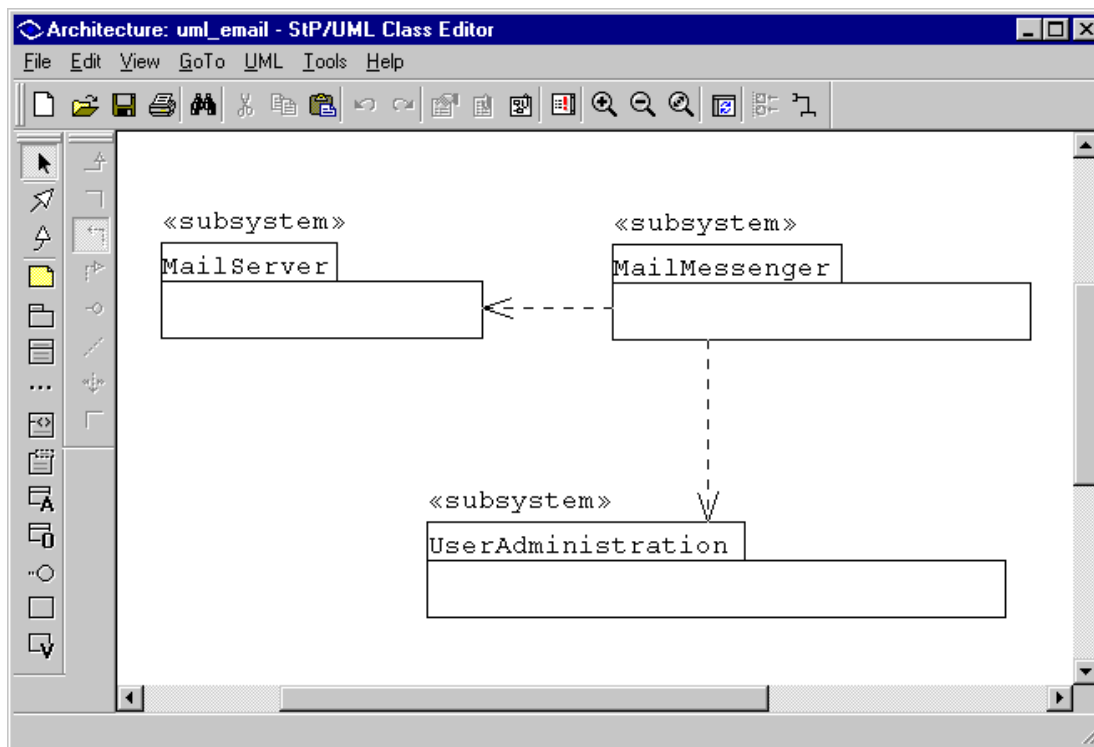 Architecture: uml_email - StP/UML Class Editor
File Edit View GoTo UML Tools Help
«subsystem»
MailServer
«subsystem»
MailMessenger
«subsystem»
UserAdministration